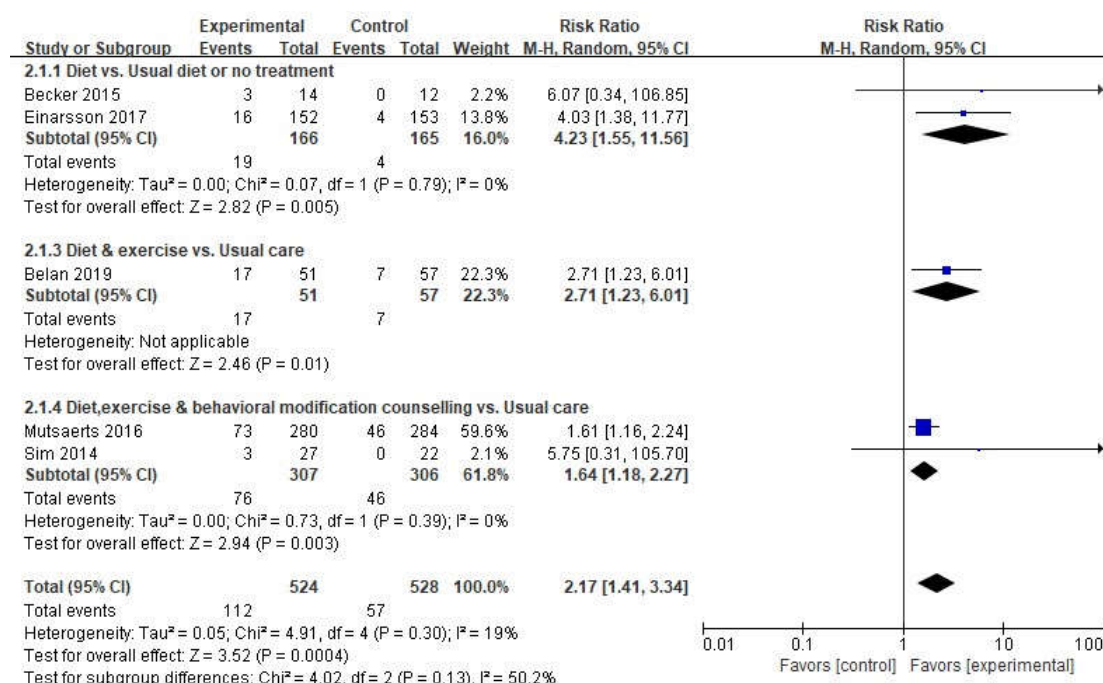 Experimental Control Risk Ratio Risk Ratio
Study or Subgroup Events Total Events Total Weight M-H, Random, 95% CI M-H, Random, 95% CI
2.1.1 Diet vs. Usual diet or no treatment
Becker 2015 3 14 0 12 2.2% 6.07 [0.34, 106.85]
Einarsson 2017 16 152 4 153 13.8% 4.03 [1.38, 11.77]
Subtotal (95% CI) 166 165 16.0% 4.23 [1.55, 11.56]
Total events 19 4
Heterogeneity: Tau² = 0.00; Chi² = 0.07, df = 1 (P = 0.79); I² = 0%
Test for overall effect: Z = 2.82 (P = 0.005)
2.1.3 Diet & exercise vs. Usual care
Belan 2019 17 51 7 57 22.3% 2.71 [1.23, 6.01]
Subtotal (95% CI) 51 57 22.3% 2.71 [1.23, 6.01]
Total events 17 7
Heterogeneity: Not applicable
Test for overall effect: Z = 2.46 (P = 0.01)
2.1.4 Diet,exercise & behavioral modification counselling vs. Usual care
Mutsaerts 2016 73 280 46 284 59.6% 1.61 [1.16, 2.24]
Sim 2014 3 27 0 22 2.1% 5.75 [0.31, 105.70]
Subtotal (95% CI) 307 306 61.8% 1.64 [1.18, 2.27]
Total events 76 46
Heterogeneity: Tau² = 0.00; Chi² = 0.73, df = 1 (P = 0.39); I² = 0%
Test for overall effect: Z = 2.94 (P = 0.003)
Total (95% CI) 524 528 100.0% 2.17 [1.41, 3.34]
Total events 112 57
Heterogeneity: Tau² = 0.05; Chi² = 4.91, df = 4 (P = 0.30); I² = 19%
Test for overall effect: Z = 3.52 (P = 0.0004)
Test for subgroup differences: Chi² = 4.02, df = 2 (P = 0.13), I² = 50.2%
0.01 0.1 1 10 100
Favors [control] Favors [experimental]